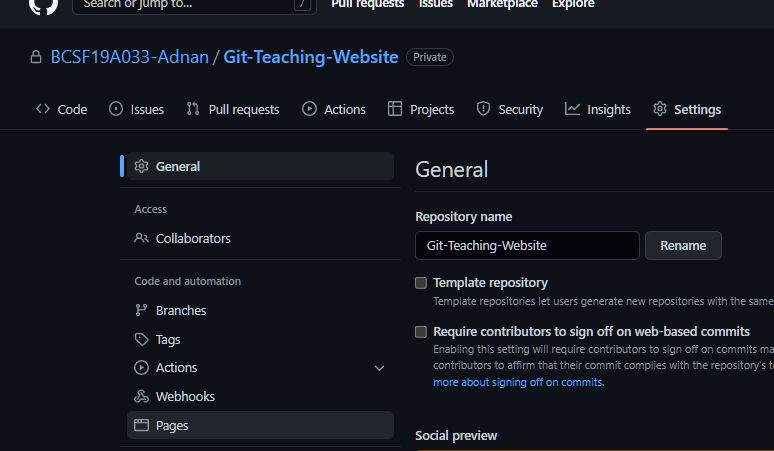 Search or jump to... /
Pull requests Issues Marketplace Explore
BCSF19A033-Adnan / Git-Teaching-Website Private
Code Issues Pull requests Actions Projects Security Insights Settings
General
Access
Collaborators
Code and automation
Branches
Tags
Actions
Webhooks
Pages
General
Repository name
Git-Teaching-Website Rename
Template repository
Template repositories let users generate new repositories with the same
Require contributors to sign off on web-based commits
Enabling this setting will require contributors to sign off on commits ma
contributors to affirm that their commit complies with the repository's t
more about signing off on commits.
Social preview